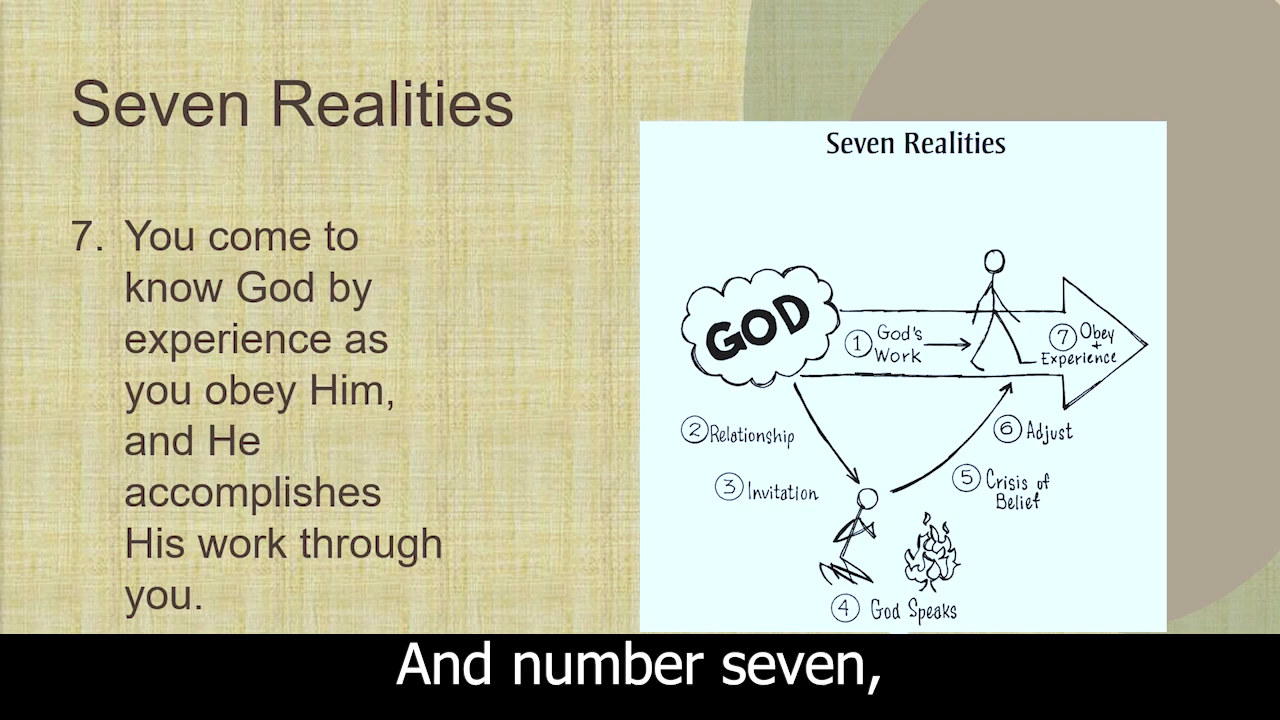 Seven Realities
7. You come to
know God by
experience as
you obey Him,
and He
accomplishes
His work through
you.
Seven Realities
GOD
1 God's
Work
7 Obey
+
Experience
2 Relationship
6 Adjust
3 Invitation
5 Crisis of
Belief
4 God Speaks
And number seven,